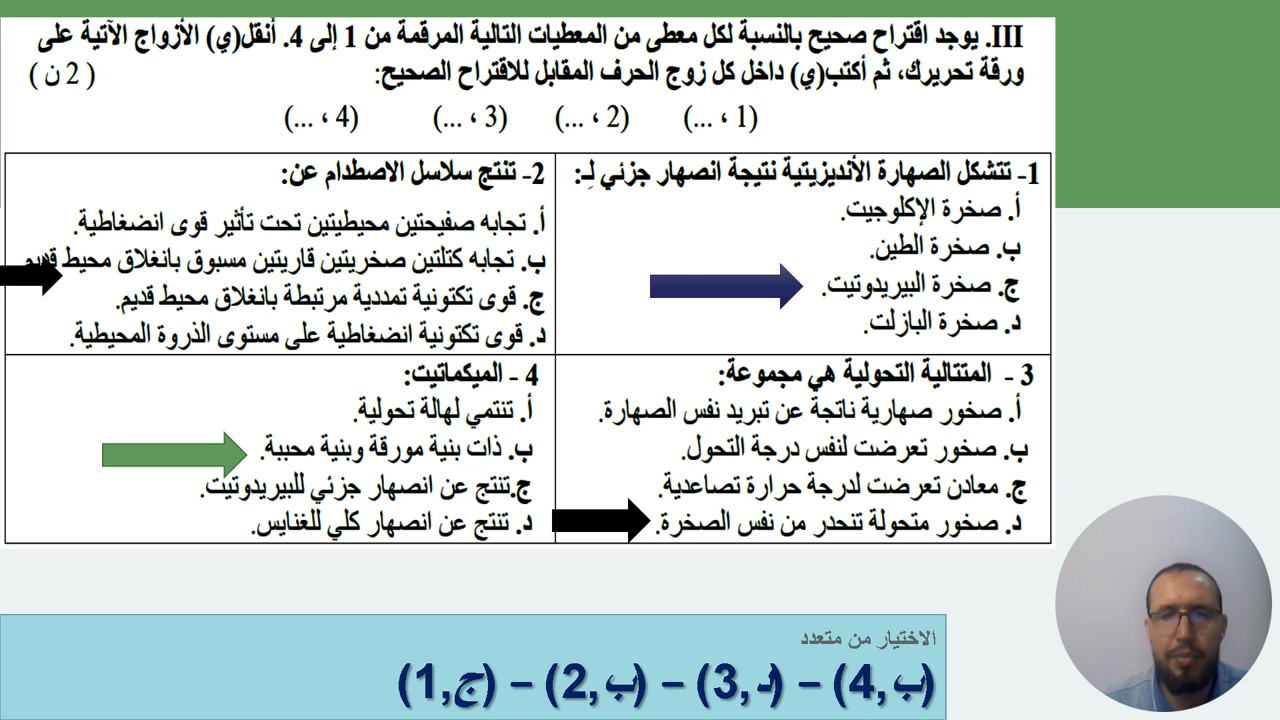 III. يوجد اقتراح صحيح بالنسبة لكل معطى من المعطيات التالية المرقمة من 1 إلى 4. أنقل(ي) الأزواج الآتية على
ورقة تحريرك، ثم أكتب(ي) داخل كل زوج الحرف المقابل للاقتراح الصحيح: ( 2 ن )
(1 ، ...) (2 ، ...) (3 ، ...) (4 ، ...)
1- تتشكل الصهارة الأنديزيتية نتيجة انصهار جزئي لِـ:
أ. صخرة الإكلوجيت.
ب. صخرة الطين.
ج. صخرة البيريدوتيت.
د. صخرة البازلت.
2- تنتج سلاسل الاصطدام عن:
أ. تجابه صفيحتين محيطيتين تحت تأثير قوى انضغاطية.
ب. تجابه كتلتين صخريتين قاريتين مسبوق بانغلاق محيط قديم
ج. قوى تكتونية تمددية مرتبطة بانغلاق محيط قديم.
د. قوى تكتونية انضغاطية على مستوى الذروة المحيطية.
3 - المتتالية التحولية هي مجموعة:
أ. صخور صهارية ناتجة عن تبريد نفس الصهارة.
ب. صخور تعرضت لنفس درجة التحول.
ج. معادن تعرضت لدرجة حرارة تصاعدية.
د. صخور متحولة تنحدر من نفس الصخرة.
4 - الميكماتيت:
أ. تنتمي لهالة تحولية.
ب. ذات بنية مورقة وبنية محببة.
ج.تنتج عن انصهار جزئي للبيريدوتيت.
د. تنتج عن انصهار كلي للغنايس.
الاختيار من متعدد
(1,ج) – (2,ب) – (3,د) – (4,ب)